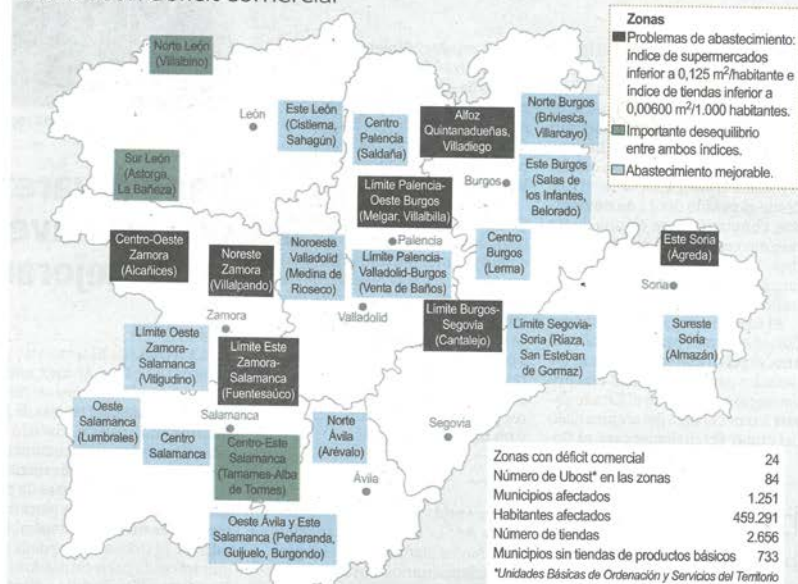 Zonas
Problemas de abastecimiento:
índice de supermercados
inferior a 0,125 m²/habitante e
índice de tiendas inferior a
0,00600 m²/1.000 habitantes.
Importante desequilibrio
entre ambos índices.
Abastecimiento mejorable.
Norte León
(Villablino)
León
Este León
(Cistierna,
Sahagún)
Centro
Palencia
(Saldaña)
Alfoz
Quintanadueñas,
Villadiego
Norte Burgos
(Briviesca,
Villarcayo)
Sur León
(Astorga,
La Bañeza)
Burgos
Este Burgos
(Salas de
los Infantes,
Belorado)
Límite Palencia-
Oeste Burgos
(Melgar, Villalbilla)
Centro-Oeste
Zamora
(Alcañices)
Noreste
Zamora
(Villalpando)
Noroeste
Valladolid
(Medina de
Rioseco)
Palencia
Límite Palencia-
Valladolid-Burgos
(Venta de Baños)
Centro
Burgos
(Lerma)
Este Soria
(Ágreda)
Soria
Zamora
Valladolid
Límite Burgos-
Segovia
(Cantalejo)
Límite Segovia-
Soria (Riaza,
San Esteban
de Gormaz)
Sureste
Soria
(Almazán)
Límite Oeste
Zamora-
Salamanca
(Vitigudino)
Límite Este
Zamora-
Salamanca
(Fuentesaúco)
Oeste
Salamanca
(Lumbrales)
Centro
Salamanca
Salamanca
Centro-Este
Salamanca
(Tamames-Alba
de Tormes)
Norte
Ávila
(Arévalo)
Segovia
Ávila
Oeste Ávila y Este
Salamanca (Peñaranda,
Guijuelo, Burgondo)
Zonas con déficit comercial 24
Número de Ubost* en las zonas 84
Municipios afectados 1.251
Habitantes afectados 459.291
Número de tiendas 2.656
Municipios sin tiendas de productos básicos 733
*Unidades Básicas de Ordenación y Servicios del Territorio